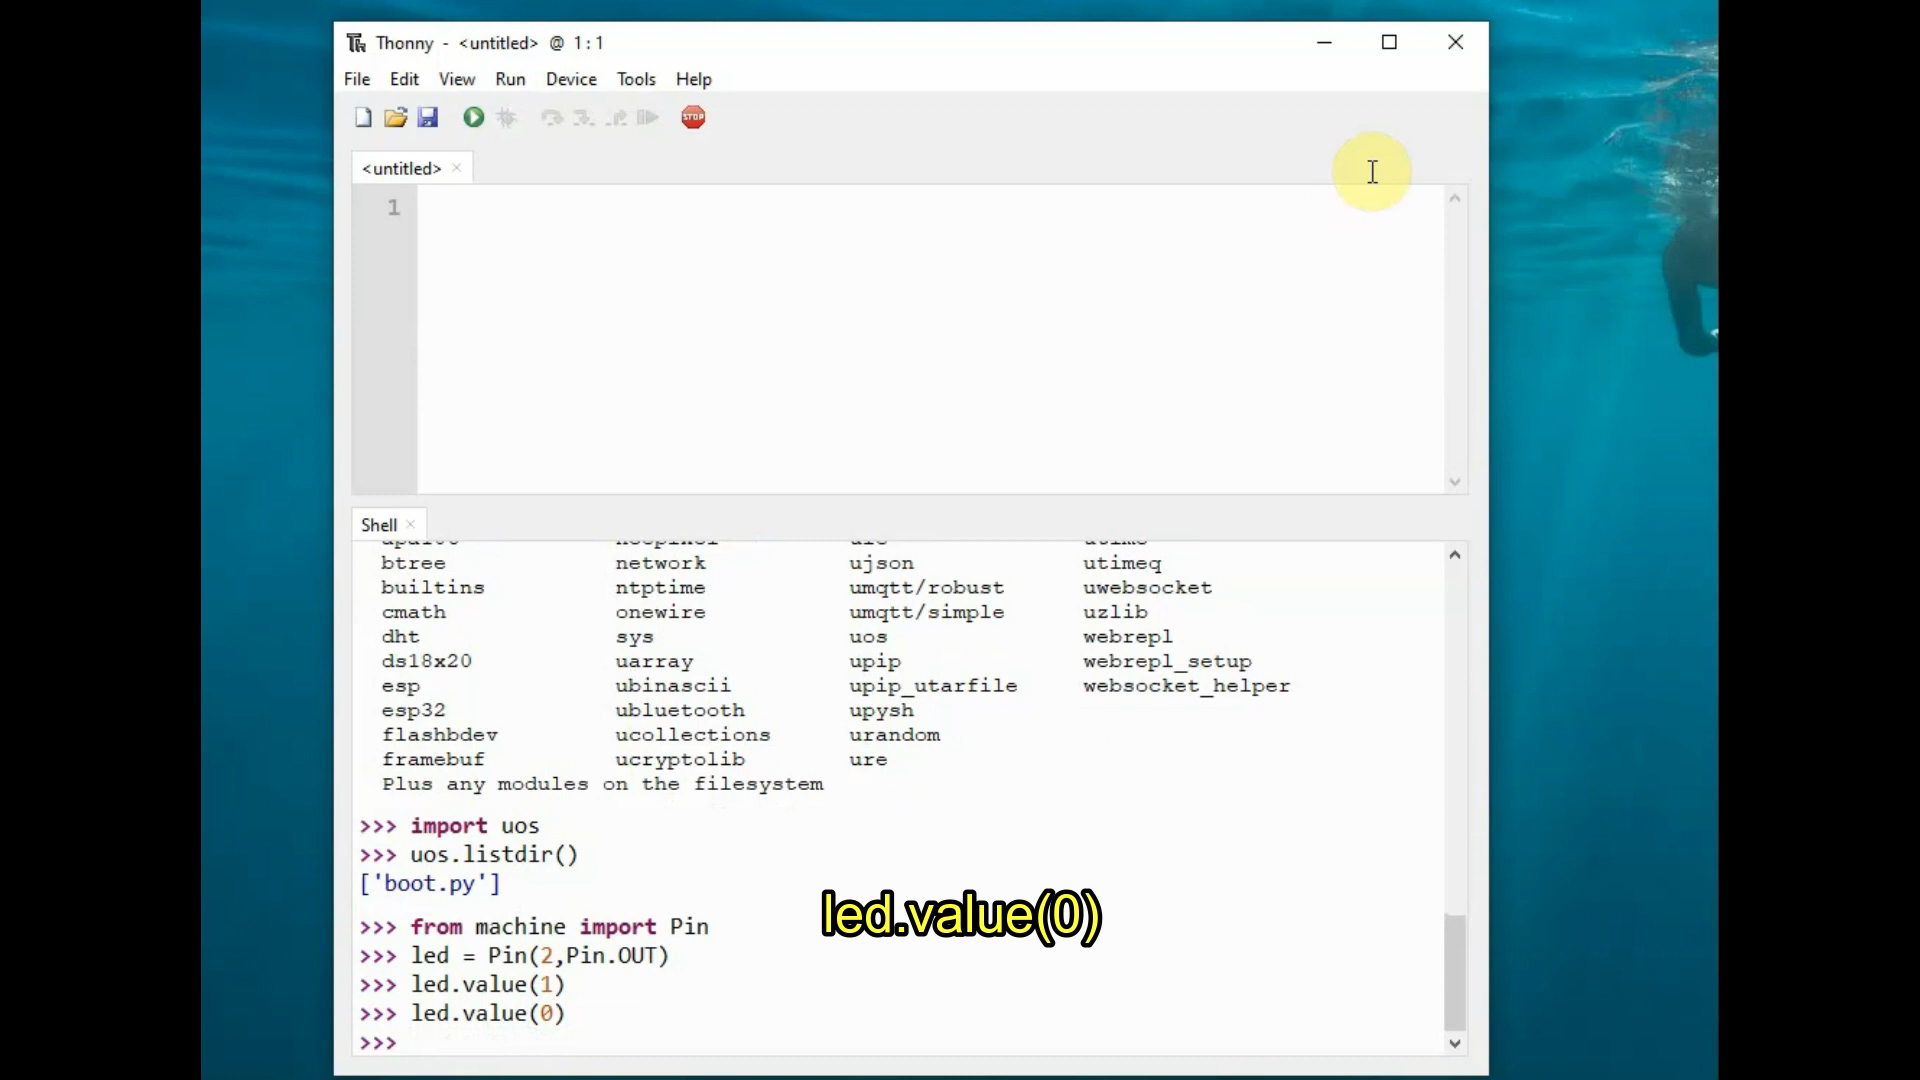 Thonny - <untitled> @ 1:1
File Edit View Run Device Tools Help
STOP
<untitled>
1
Shell
btree network ujson utimeq
builtins ntptime umqtt/robust uwebsocket
cmath onewire umqtt/simple uzlib
dht sys uos webrepl
ds18x20 uarray upip webrepl_setup
esp ubinascii upip_utarfile websocket_helper
esp32 ubluetooth upysh
flashbdev ucollections urandom
framebuf ucryptolib ure
Plus any modules on the filesystem
>>> import uos
>>> uos.listdir()
['boot.py']
>>> from machine import Pin
>>> led = Pin(2,Pin.OUT)
>>> led.value(1)
>>> led.value(0)
>>>
led.value(0)